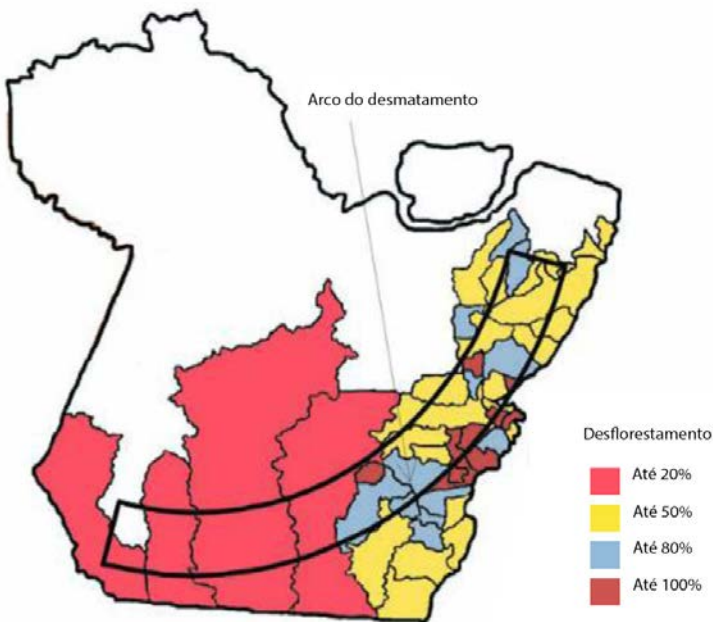 Arco do desmatamento
Desflorestamento
Até 20%
Até 50%
Até 80%
Até 100%